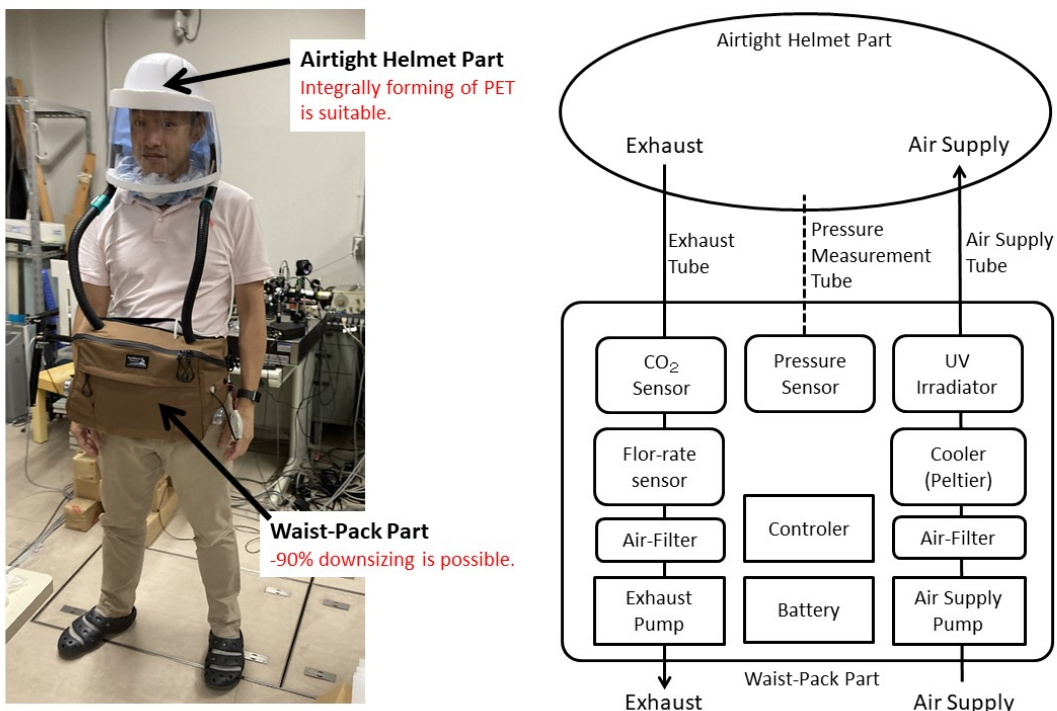 Airtight Helmet Part
Integrally forming of PET
is suitable.
Waist-Pack Part
-90% downsizing is possible.
Airtight Helmet Part
Exhaust
Air Supply
Exhaust
Tube
Pressure
Measurement
Tube
Air Supply
Tube
CO₂
Sensor
Pressure
Sensor
UV
Irradiator
Flor-rate
sensor
Cooler
(Peltier)
Air-Filter
Controler
Air-Filter
Exhaust
Pump
Battery
Air Supply
Pump
Waist-Pack Part
Exhaust
Air Supply